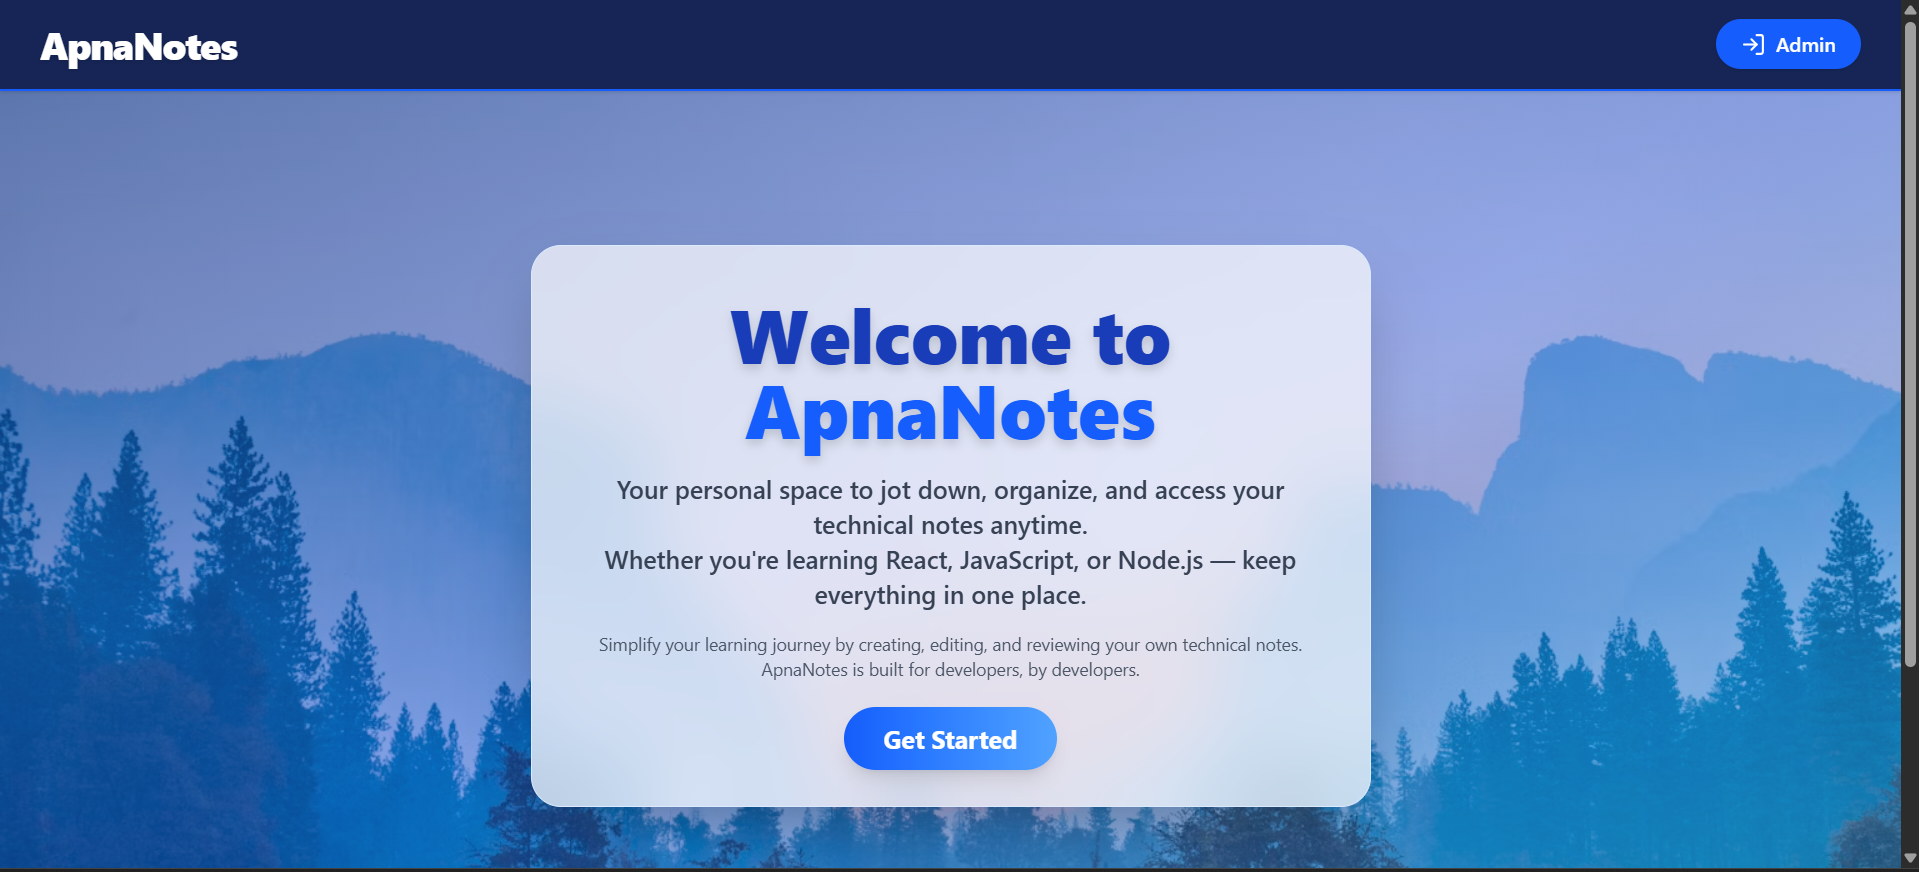 ApnaNotes
Admin
Welcome to
ApnaNotes
Your personal space to jot down, organize, and access your
technical notes anytime.
Whether you're learning React, JavaScript, or Node.js — keep
everything in one place.
Simplify your learning journey by creating, editing, and reviewing your own technical notes.
ApnaNotes is built for developers, by developers.
Get Started